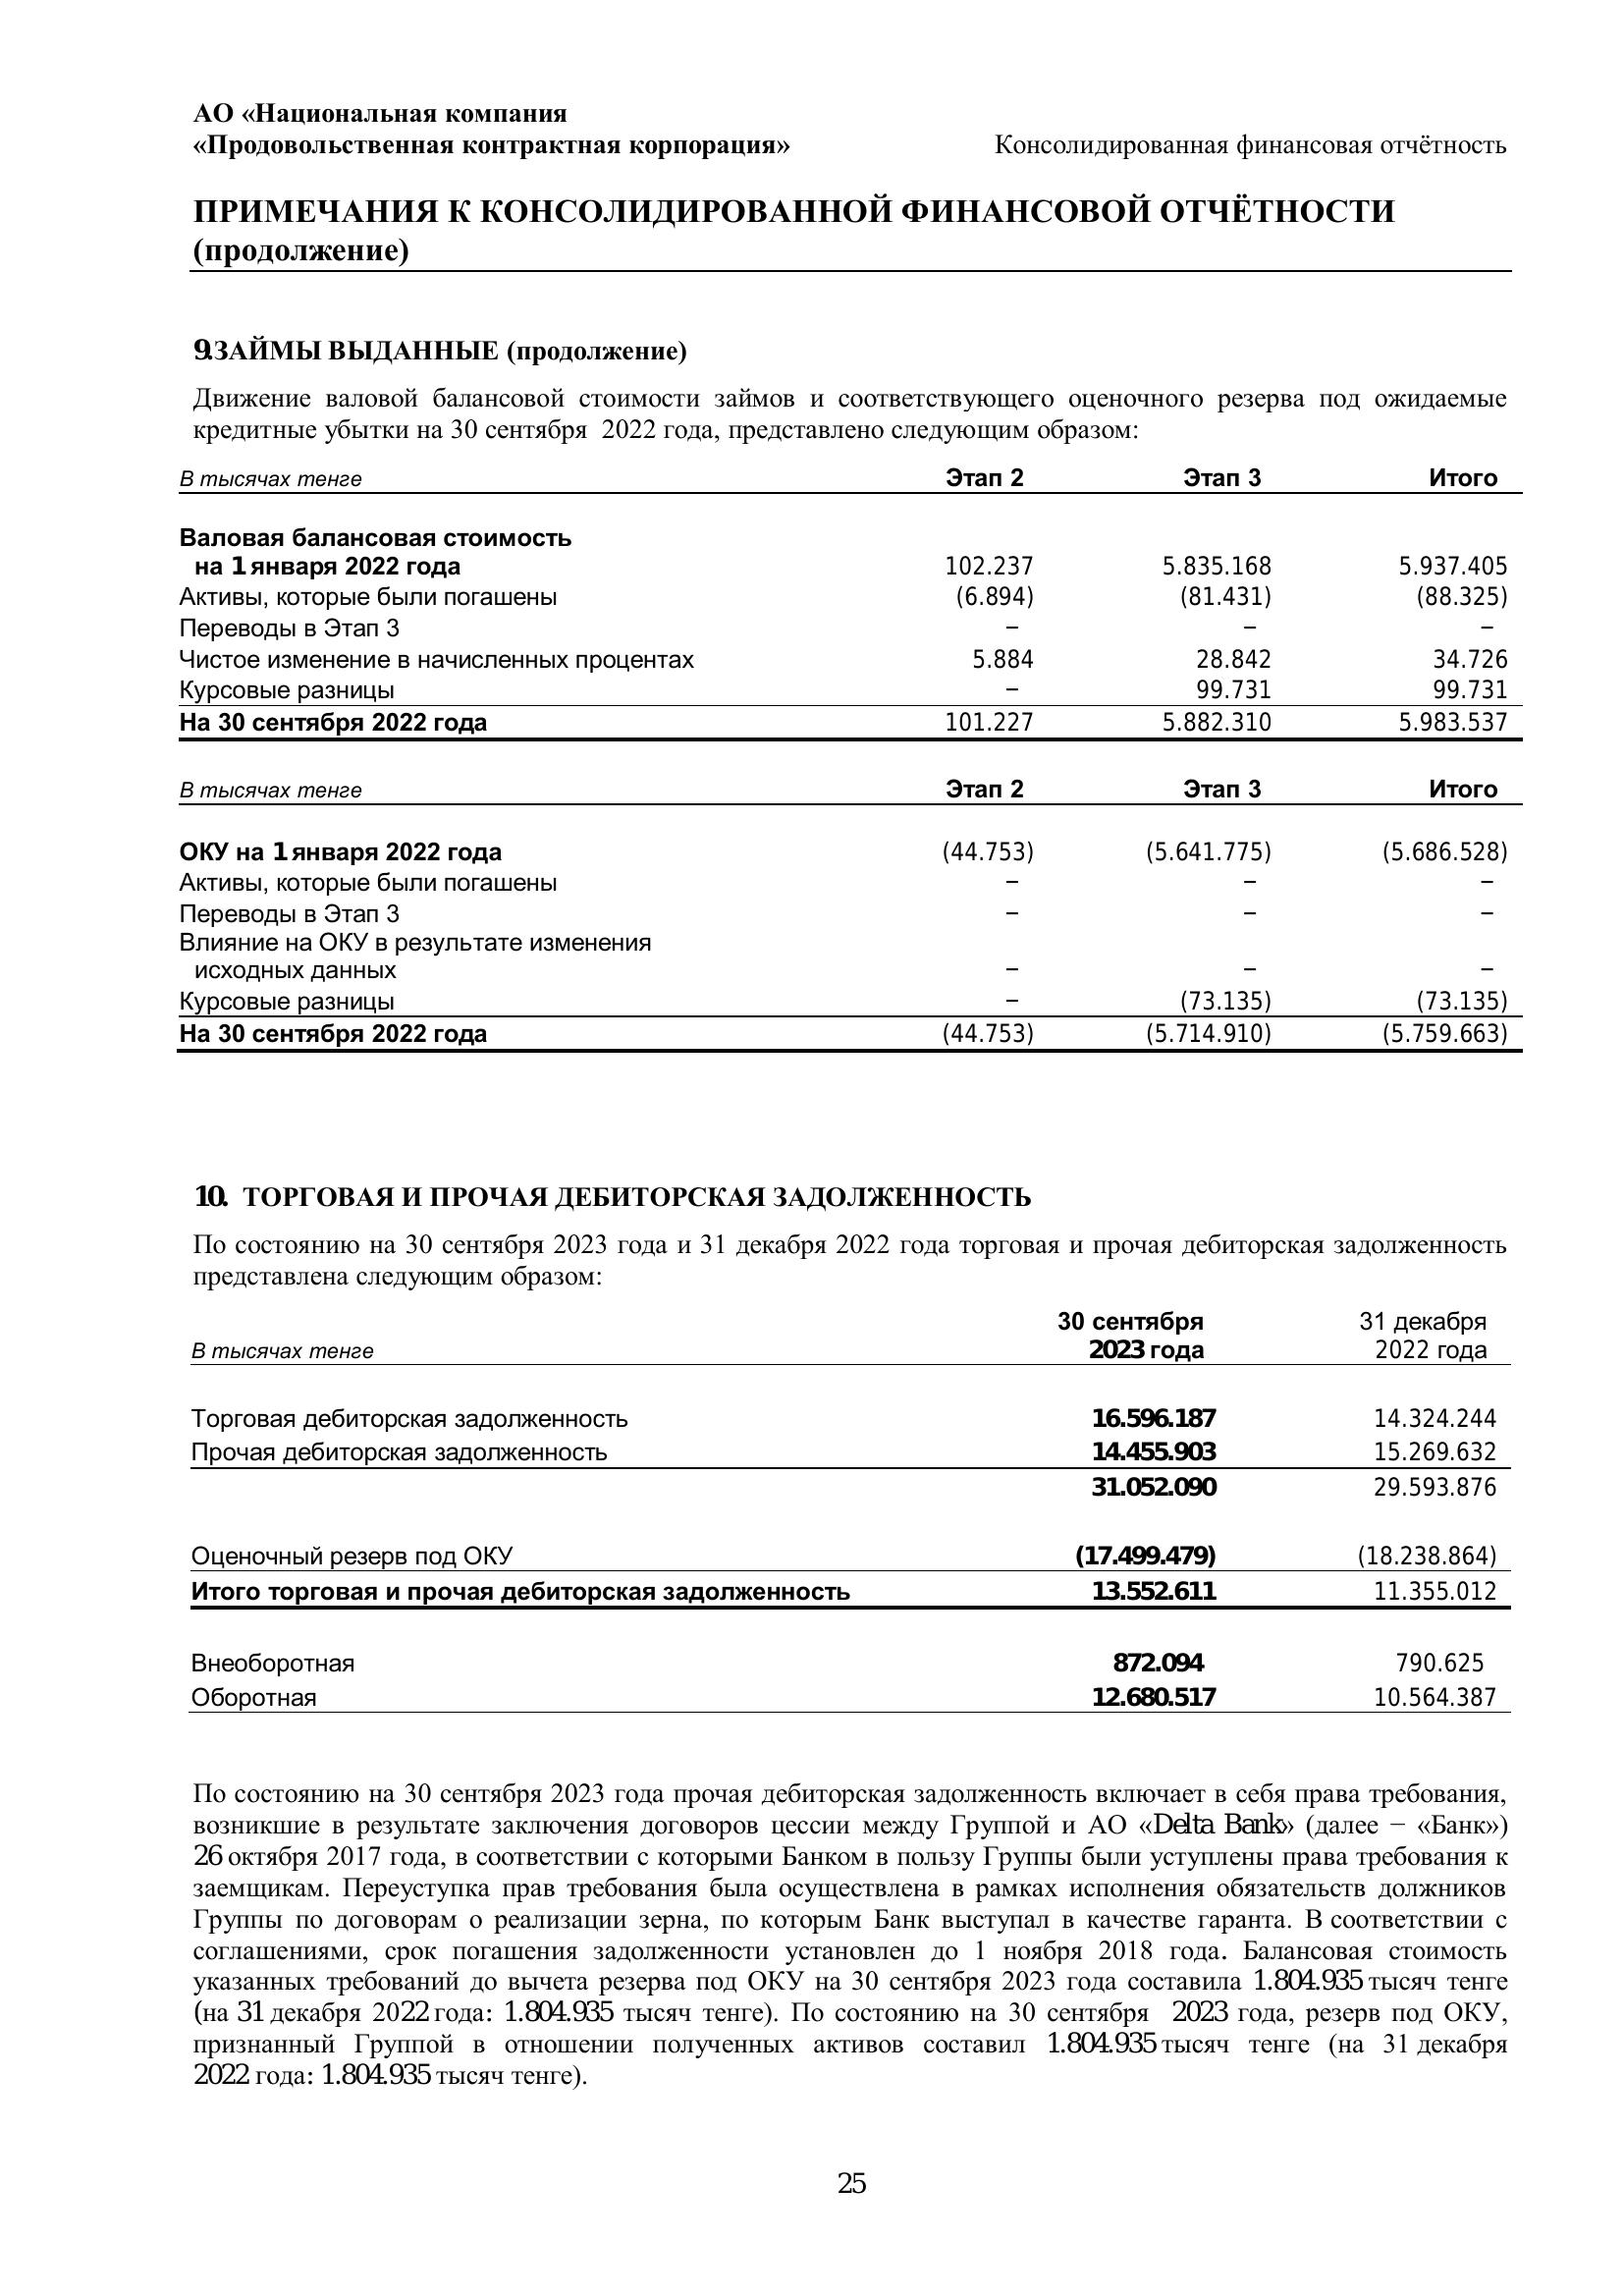 АО «Национальная компания
«Продовольственная контрактная корпорация» Консолидированная финансовая отчётность
ПРИМЕЧАНИЯ К КОНСОЛИДИРОВАННОЙ ФИНАНСОВОЙ ОТЧЁТНОСТИ
(продолжение)
9.ЗАЙМЫ ВЫДАННЫЕ (продолжение)
Движение валовой балансовой стоимости займов и соответствующего оценочного резерва под ожидаемые
кредитные убытки на 30 сентября 2022 года, представлено следующим образом:
В тысячах тенге Этап 2 Этап 3 Итого
Валовая балансовая стоимость
на 1 января 2022 года 102.237 5.835.168 5.937.405
Активы, которые были погашены (6.894) (81.431) (88.325)
Переводы в Этап 3 – – –
Чистое изменение в начисленных процентах 5.884 28.842 34.726
Курсовые разницы – 99.731 99.731
На 30 сентября 2022 года 101.227 5.882.310 5.983.537
В тысячах тенге Этап 2 Этап 3 Итого
ОКУ на 1 января 2022 года (44.753) (5.641.775) (5.686.528)
Активы, которые были погашены – – –
Переводы в Этап 3 – – –
Влияние на ОКУ в результате изменения
исходных данных – – –
Курсовые разницы – (73.135) (73.135)
На 30 сентября 2022 года (44.753) (5.714.910) (5.759.663)
10. ТОРГОВАЯ И ПРОЧАЯ ДЕБИТОРСКАЯ ЗАДОЛЖЕННОСТЬ
По состоянию на 30 сентября 2023 года и 31 декабря 2022 года торговая и прочая дебиторская задолженность
представлена следующим образом:
30 сентября 31 декабря
В тысячах тенге 2023 года 2022 года
Торговая дебиторская задолженность 16.596.187 14.324.244
Прочая дебиторская задолженность 14.455.903 15.269.632
31.052.090 29.593.876
Оценочный резерв под ОКУ (17.499.479) (18.238.864)
Итого торговая и прочая дебиторская задолженность 13.552.611 11.355.012
Внеоборотная 872.094 790.625
Оборотная 12.680.517 10.564.387
По состоянию на 30 сентября 2023 года прочая дебиторская задолженность включает в себя права требования,
возникшие в результате заключения договоров цессии между Группой и АО «Delta Bank» (далее − «Банк»)
26 октября 2017 года, в соответствии с которыми Банком в пользу Группы были уступлены права требования к
заемщикам. Переуступка прав требования была осуществлена в рамках исполнения обязательств должников
Группы по договорам о реализации зерна, по которым Банк выступал в качестве гаранта. В соответствии с
соглашениями, срок погашения задолженности установлен до 1 ноября 2018 года. Балансовая стоимость
указанных требований до вычета резерва под ОКУ на 30 сентября 2023 года составила 1.804.935 тысяч тенге
(на 31 декабря 2022 года: 1.804.935 тысяч тенге). По состоянию на 30 сентября 2023 года, резерв под ОКУ,
признанный Группой в отношении полученных активов составил 1.804.935 тысяч тенге (на 31 декабря
2022 года: 1.804.935 тысяч тенге).
25